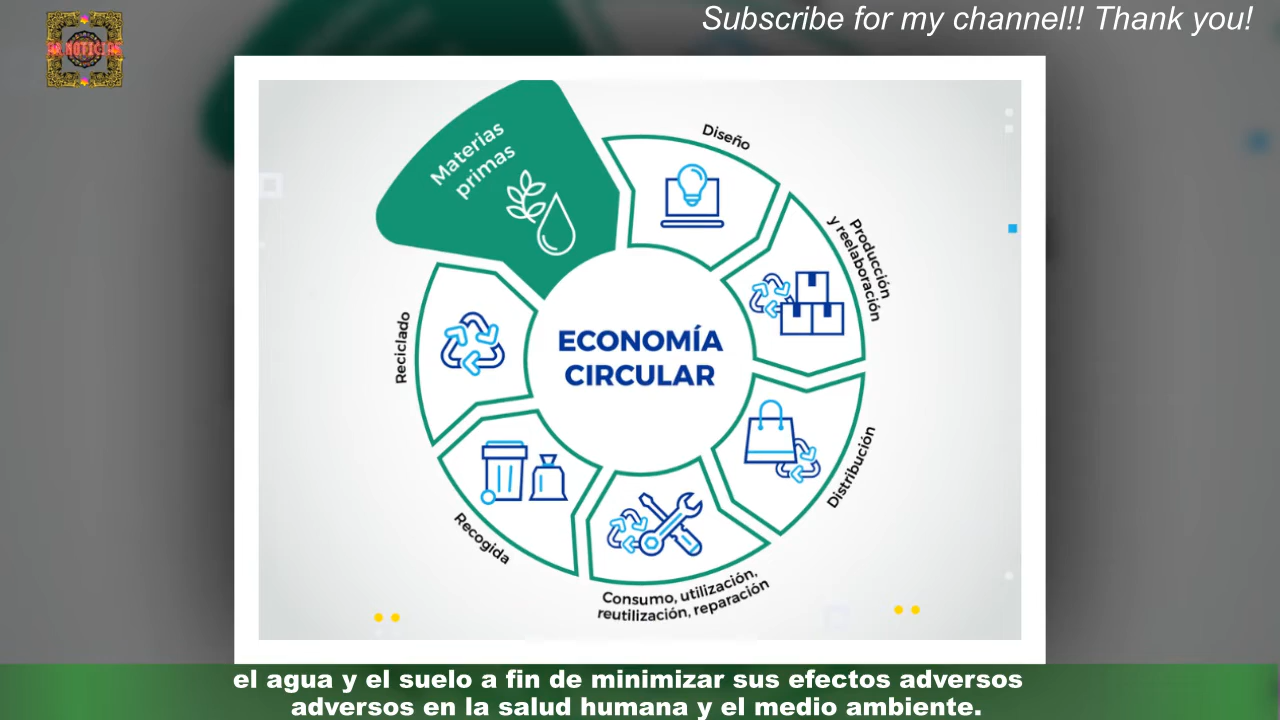 Subscribe for my channel!! Thank you!
HR NOTICIAS
Materias
primas
Diseño
Producción
y reelaboración
Distribución
Consumo, utilización,
reutilización, reparación
Recogida
Reciclado
ECONOMÍA
CIRCULAR
el agua y el suelo a fin de minimizar sus efectos adversos
adversos en la salud humana y el medio ambiente.